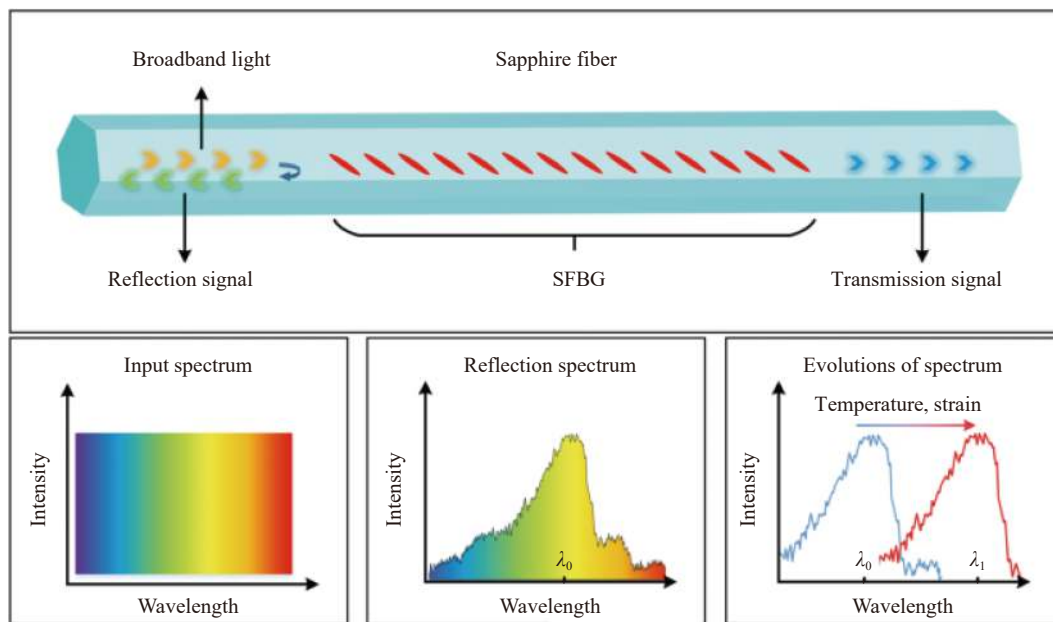 Broadband light
Sapphire fiber
Reflection signal
SFBG
Transmission signal
Input spectrum
Intensity
Wavelength
Reflection spectrum
Intensity
λ0
Wavelength
Evolutions of spectrum
Temperature, strain
Intensity
λ0
λ1
Wavelength